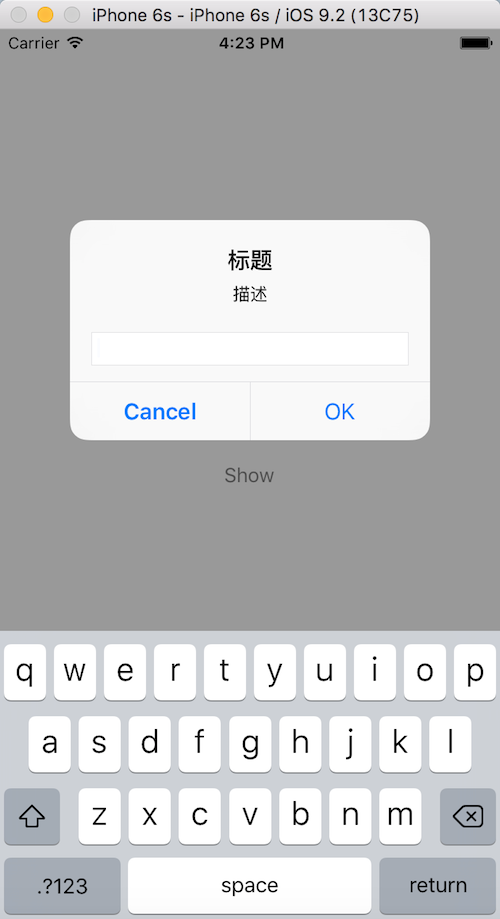 iPhone 6s - iPhone 6s / iOS 9.2 (13C75)
Carrier 4:23 PM
标题
描述
Cancel OK
Show
q w e r t y u i o p
a s d f g h j k l
z x c v b n m
.?123 space return